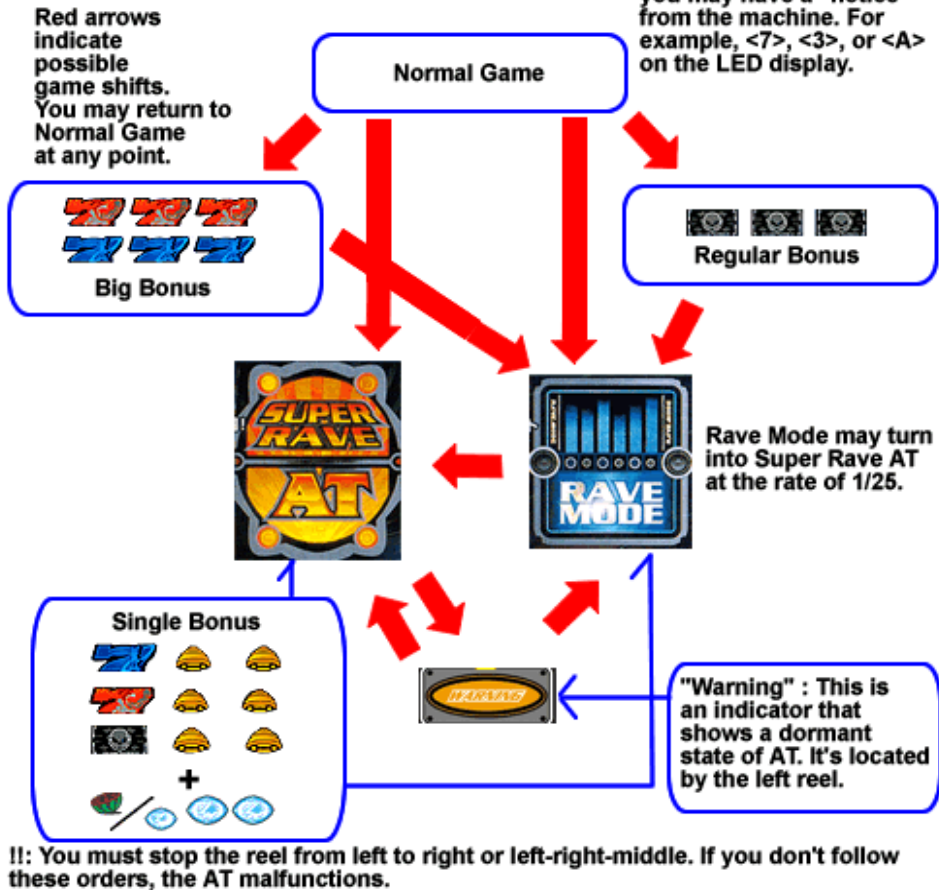 Red arrows
indicate
possible
game shifts.
You may return to
Normal Game
at any point.
from the machine. For
example, <7>, <3>, or <A>
on the LED display.
Normal Game
Big Bonus
Regular Bonus
SUPER
RAVE
AT
RAVE
MODE
Rave Mode may turn
into Super Rave AT
at the rate of 1/25.
Single Bonus
+
WARNING
"Warning" : This is
an indicator that
shows a dormant
state of AT. It's located
by the left reel.
!!: You must stop the reel from left to right or left-right-middle. If you don't follow
these orders, the AT malfunctions.